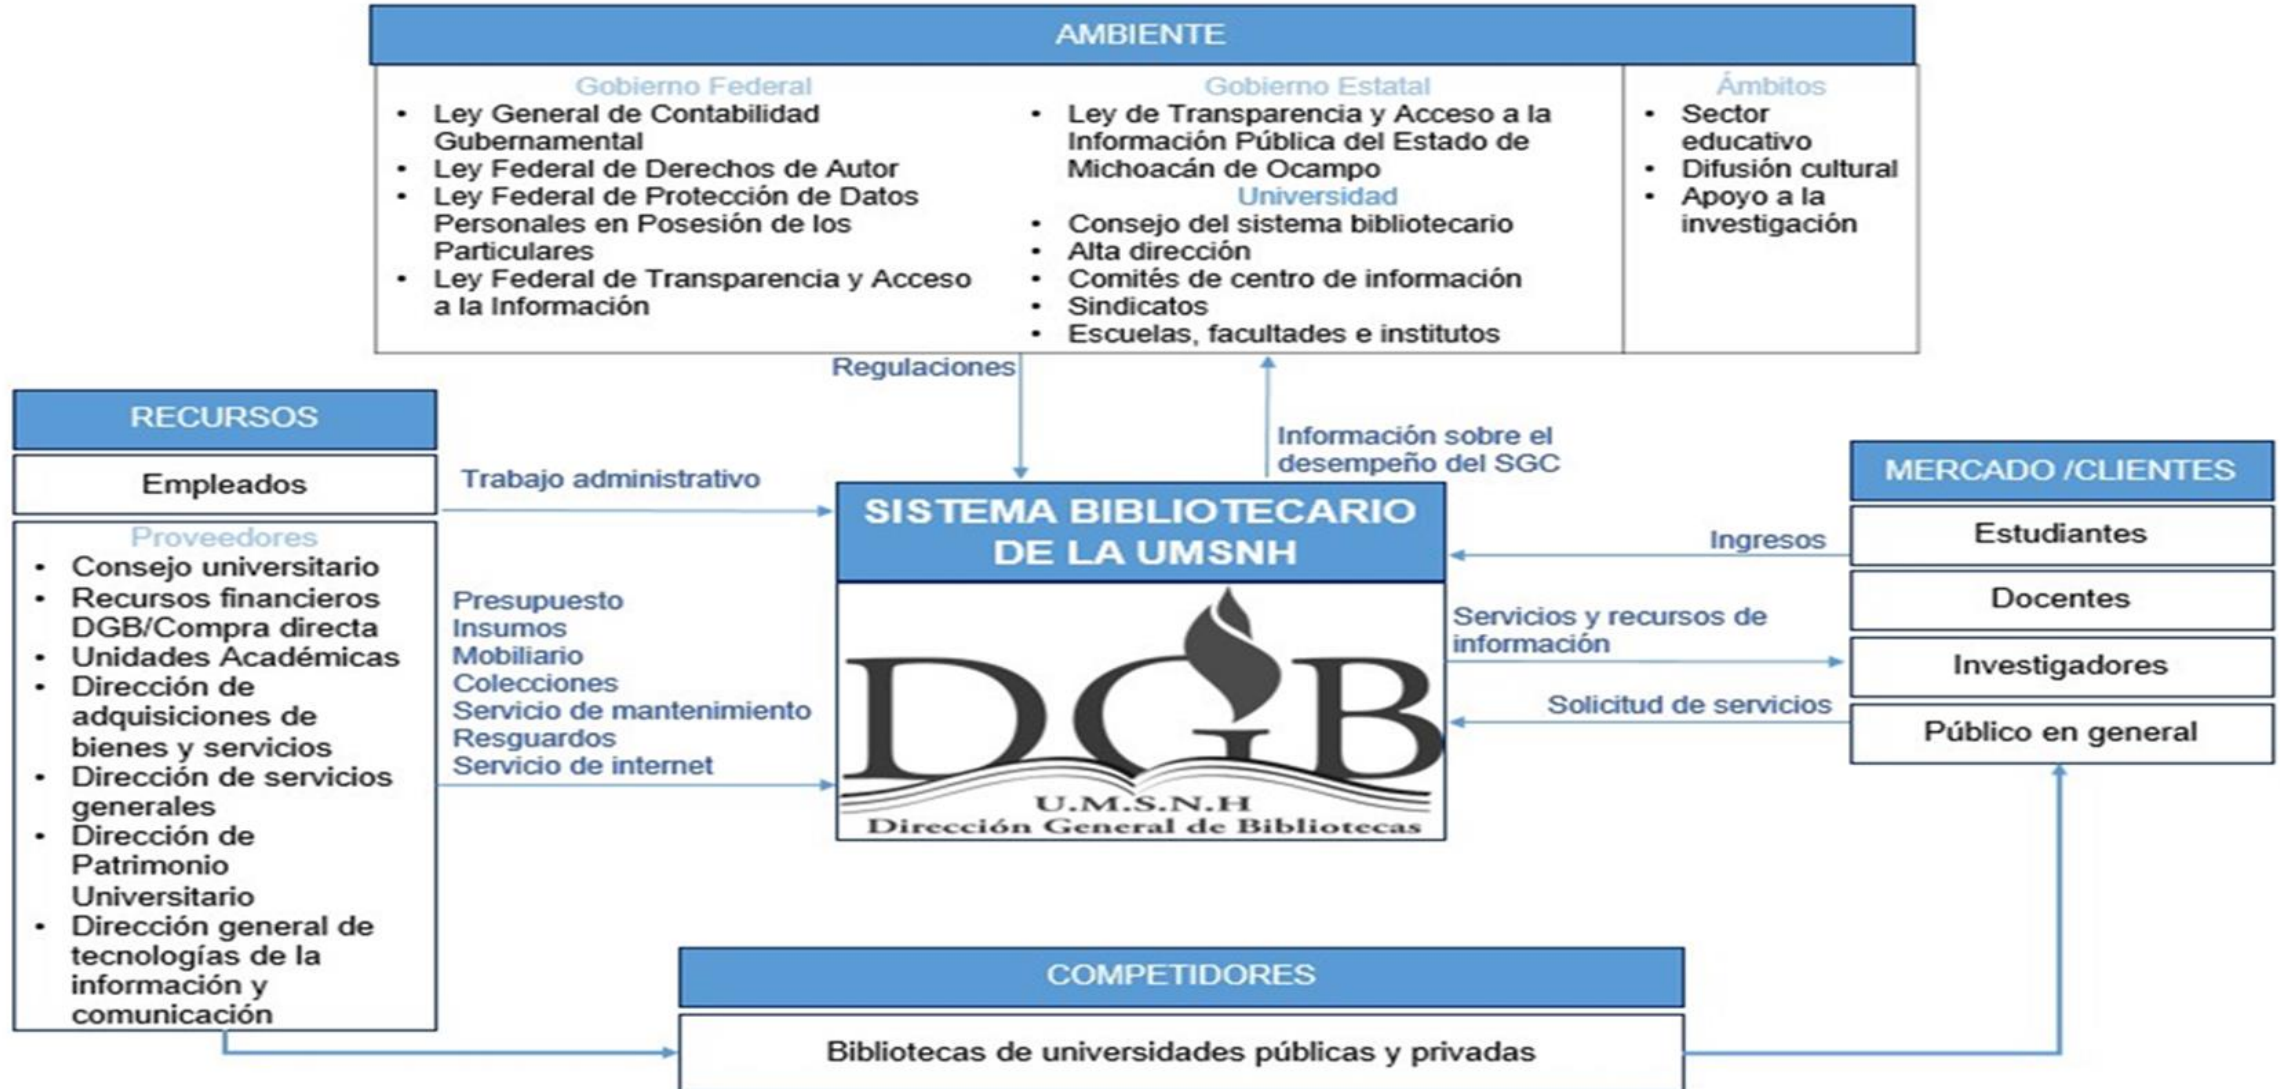 AMBIENTE
Gobierno Federal
• Ley General de Contabilidad
Gubernamental
• Ley Federal de Derechos de Autor
• Ley Federal de Protección de Datos
Personales en Posesión de los
Particulares
• Ley Federal de Transparencia y Acceso
a la Información
Gobierno Estatal
• Ley de Transparencia y Acceso a la
Información Pública del Estado de
Michoacán de Ocampo
Universidad
• Consejo del sistema bibliotecario
• Alta dirección
• Comités de centro de información
• Sindicatos
• Escuelas, facultades e institutos
Ámbitos
• Sector
educativo
• Difusión cultural
• Apoyo a la
investigación
Regulaciones
Información sobre el
desempeño del SGC
RECURSOS
Empleados
Proveedores
• Consejo universitario
• Recursos financieros
DGB/Compra directa
• Unidades Académicas
• Dirección de
adquisiciones de
bienes y servicios
• Dirección de servicios
generales
• Dirección de
Patrimonio
Universitario
• Dirección general de
tecnologías de la
información y
comunicación
Trabajo administrativo
Presupuesto
Insumos
Mobiliario
Colecciones
Servicio de mantenimiento
Resguardos
Servicio de internet
SISTEMA BIBLIOTECARIO
DE LA UMSNH
DGB
U.M.S.N.H
Dirección General de Bibliotecas
Ingresos
Servicios y recursos de
información
Solicitud de servicios
MERCADO /CLIENTES
Estudiantes
Docentes
Investigadores
Público en general
COMPETIDORES
Bibliotecas de universidades públicas y privadas